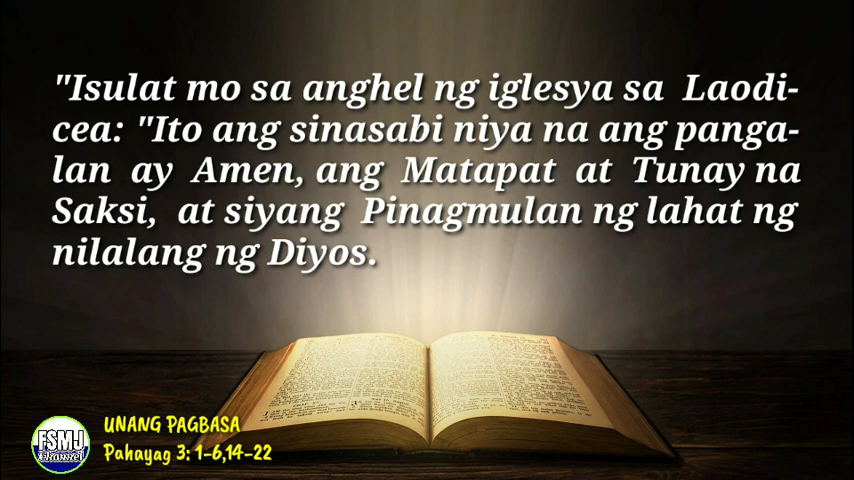 "Isulat mo sa anghel ng iglesya sa Laodi-
cea: "Ito ang sinasabi niya na ang panga-
lan ay Amen, ang Matapat at Tunay na
Saksi, at siyang Pinagmulan ng lahat ng
nilalang ng Diyos.
FSMJ
Channel
UNANG PAGBASA
Pahayag 3: 1-6,14-22